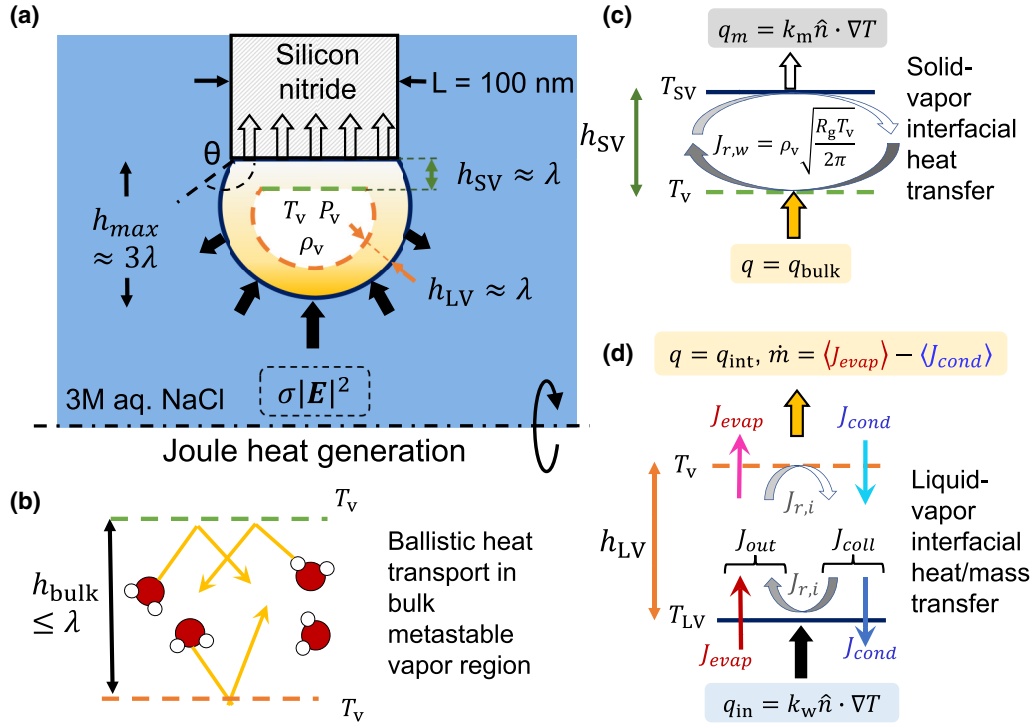 (a)
Silicon
nitride
L = 100 nm
θ
h_SV ≈ λ
h_max
≈ 3λ
T_v P_v
ρ_v
h_LV ≈ λ
σ|E|²
3M aq. NaCl
Joule heat generation
(b)
T_v
h_bulk
≤ λ
T_v
Ballistic heat
transport in
bulk
metastable
vapor region
(c)
q_m = k_m n̂ · ∇T
T_SV
h_SV
J_r,w = ρ_v √(R_g T_v / 2π)
T_v
q = q_bulk
Solid-
vapor
interfacial
heat
transfer
(d)
q = q_int, ṁ = ⟨J_evap⟩ − ⟨J_cond⟩
J_evap
J_cond
T_v
J_r,i
h_LV
J_out
J_coll
J_r,i
T_LV
J_evap
J_cond
q_in = k_w n̂ · ∇T
Liquid-
vapor
interfacial
heat/mass
transfer